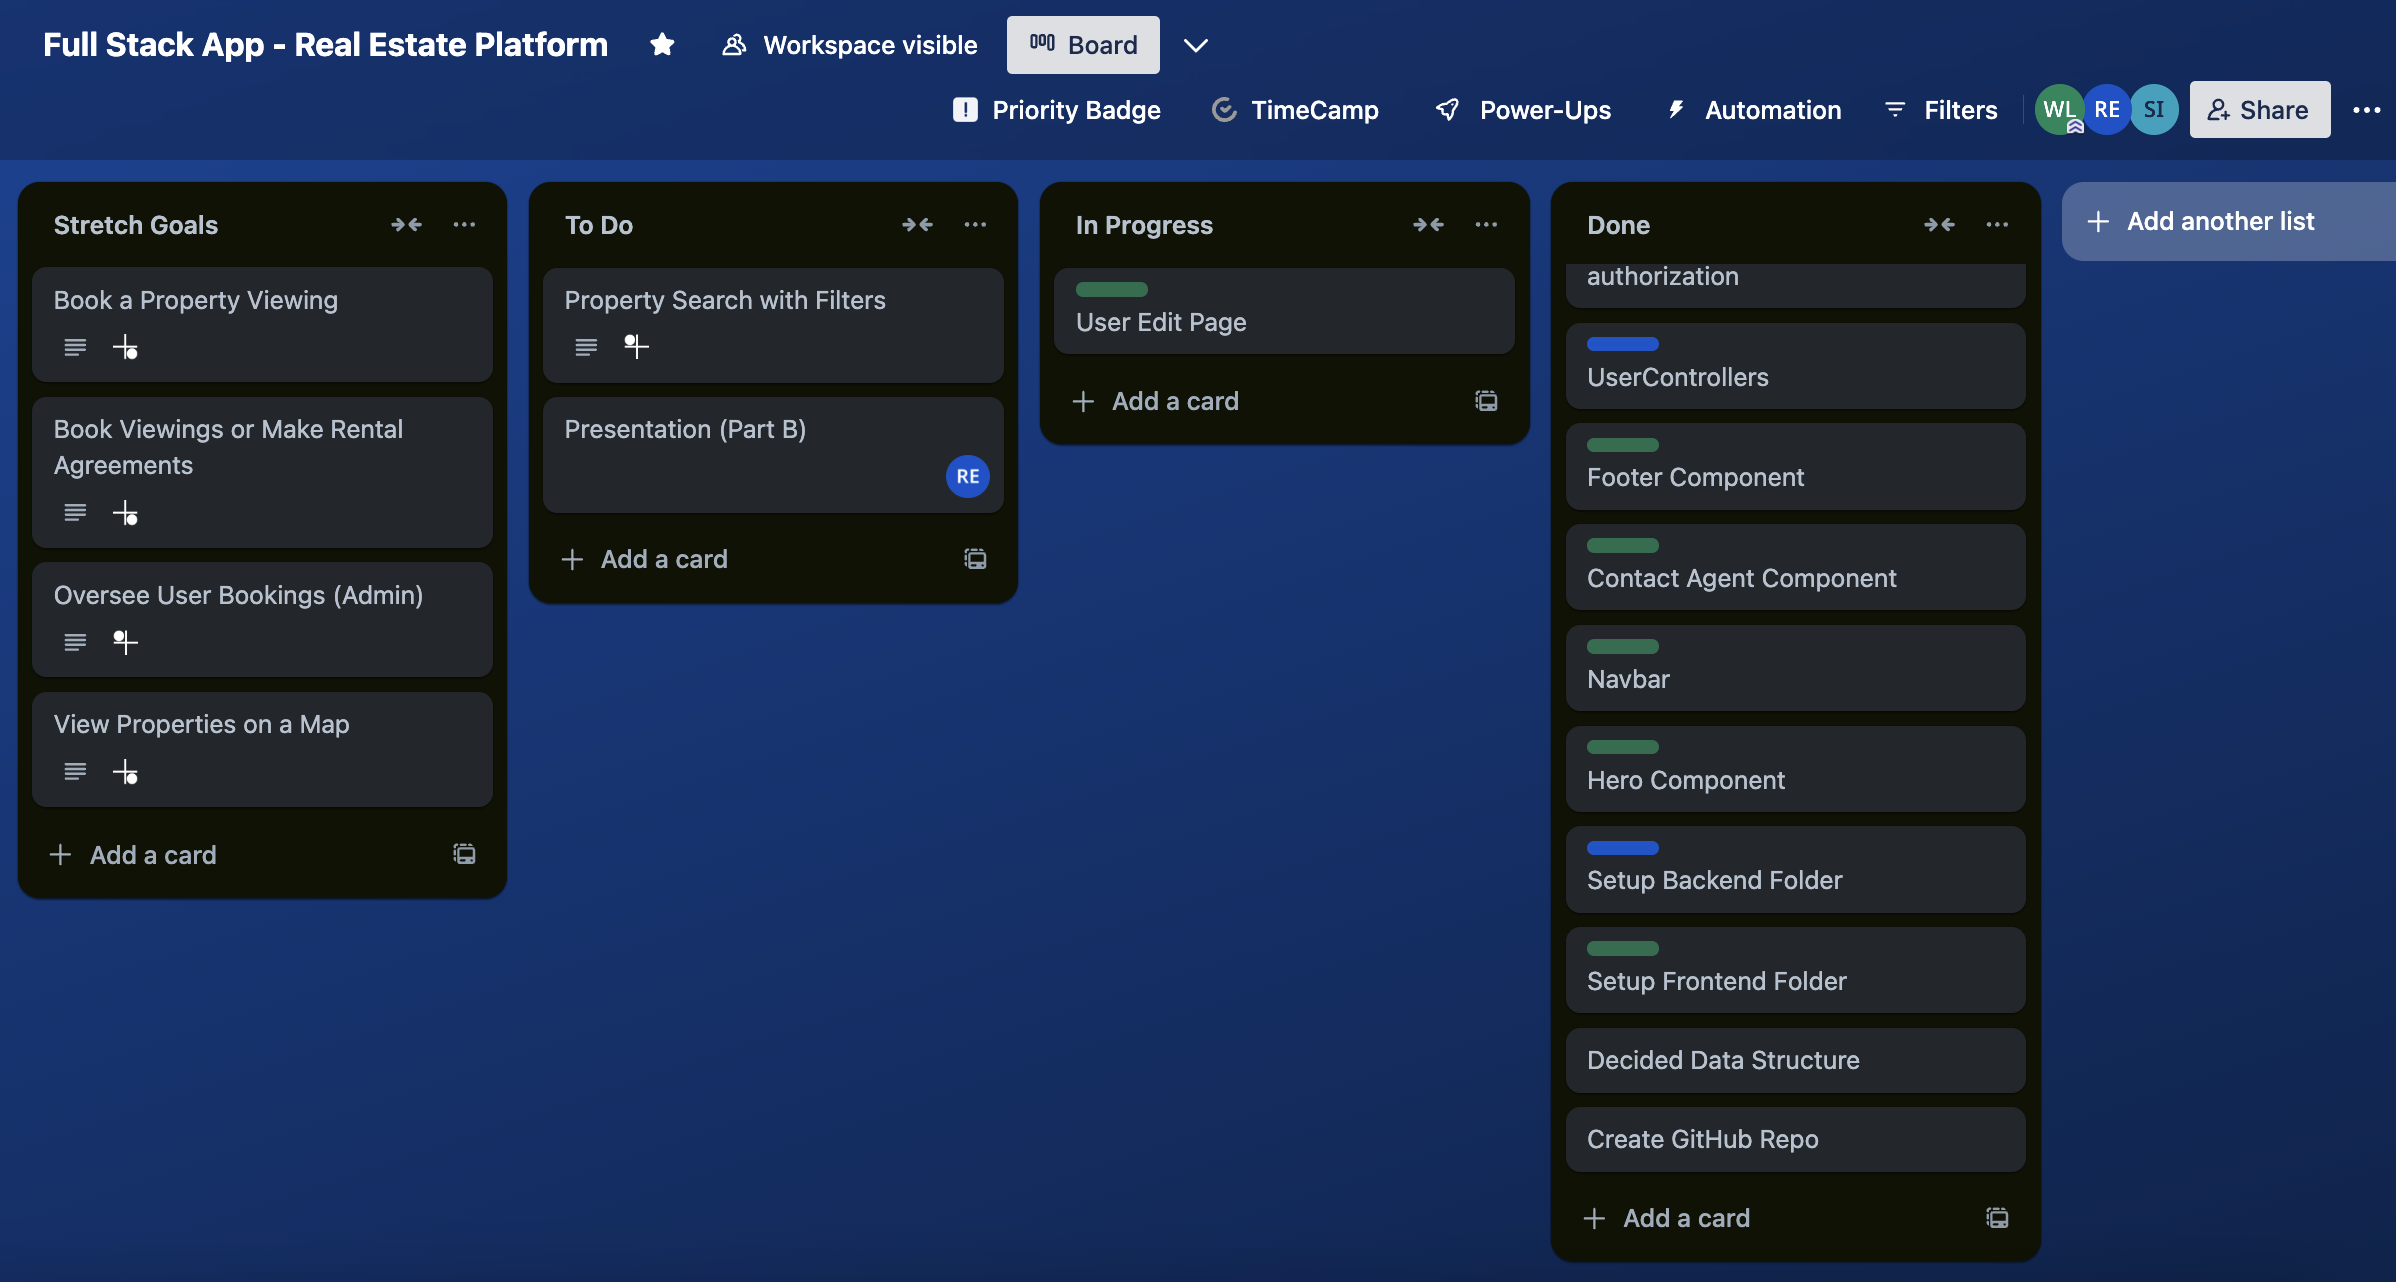 Full Stack App - Real Estate Platform
Workspace visible
Board
Priority Badge
TimeCamp
Power-Ups
Automation
Filters
WL
RE
SI
Share
Stretch Goals
Book a Property Viewing
Book Viewings or Make Rental
Agreements
Oversee User Bookings (Admin)
View Properties on a Map
Add a card
To Do
Property Search with Filters
Presentation (Part B)
RE
Add a card
In Progress
User Edit Page
Add a card
Done
authorization
UserControllers
Footer Component
Contact Agent Component
Navbar
Hero Component
Setup Backend Folder
Setup Frontend Folder
Decided Data Structure
Create GitHub Repo
Add a card
Add another list